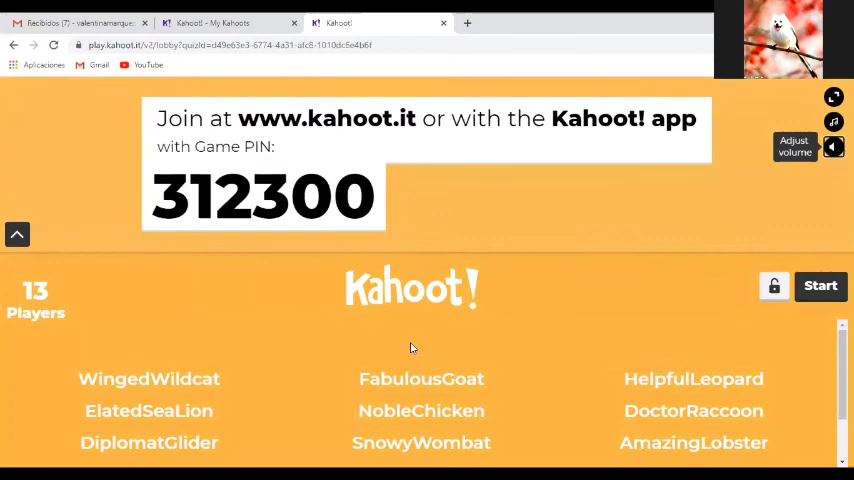 Recibidos (7) - valentinamarque
Kahoot! - My Kahoots
Kahoot!
play.kahoot.it/v2/lobby?quizId=d49e63e3-6774-4a31-afc8-1010dc6e4b6f
Aplicaciones Gmail YouTube
Join at www.kahoot.it or with the Kahoot! app
with Game PIN:
312300
Adjust
volume
13
Players
Kahoot!
Start
WingedWildcat FabulousGoat HelpfulLeopard
ElatedSeaLion NobleChicken DoctorRaccoon
DiplomatGlider SnowyWombat AmazingLobster